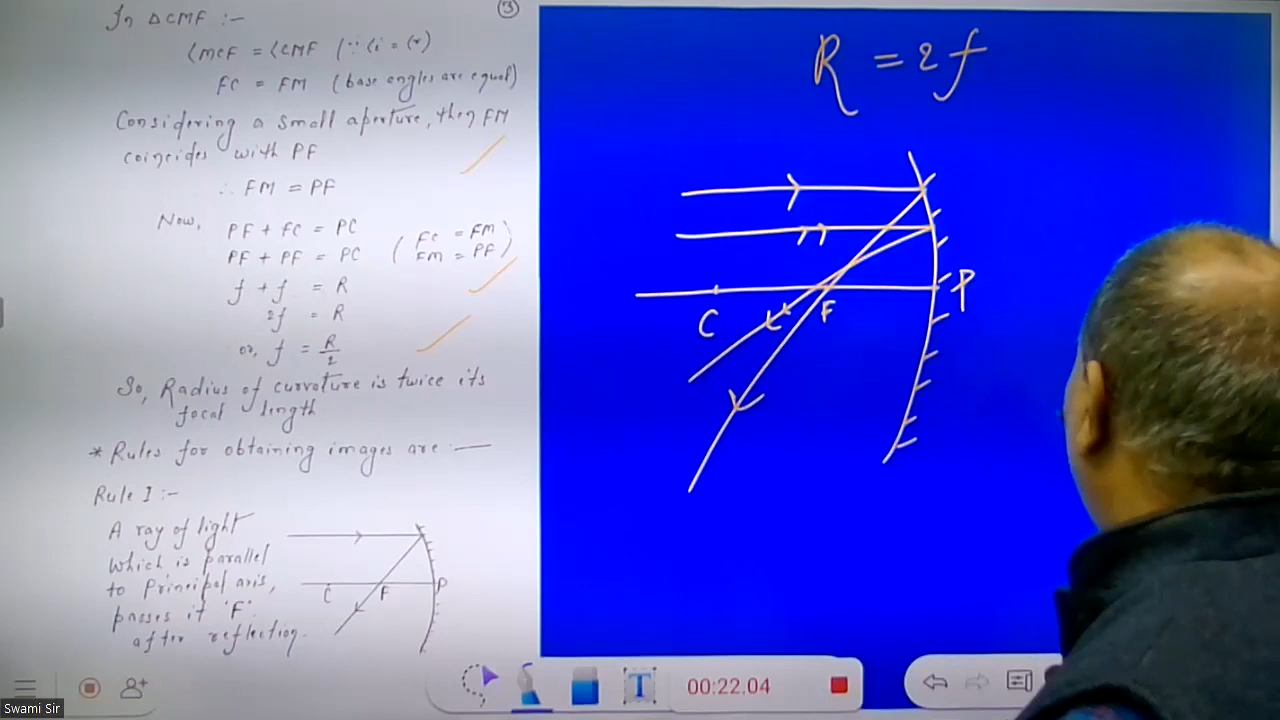 In △CMF :-
③
∠MCF = ∠CMF (∵ ∠i = ∠r)
FC = FM (base angles are equal)
Considering a small aperture, then FM
coincides with PF
∴ FM = PF
Now, PF + FC = PC
PF + PF = PC
( FC = FM
FM = PF )
f + f = R
2f = R
or, f = R/2
So, Radius of curvature is twice its
focal length
* Rules for obtaining images are :—
Rule I :-
A ray of light
which is parallel
to Principal axis,
passes it 'F'
after reflection.
C F P
R = 2f
C F P
T
00:22.04
Swami Sir